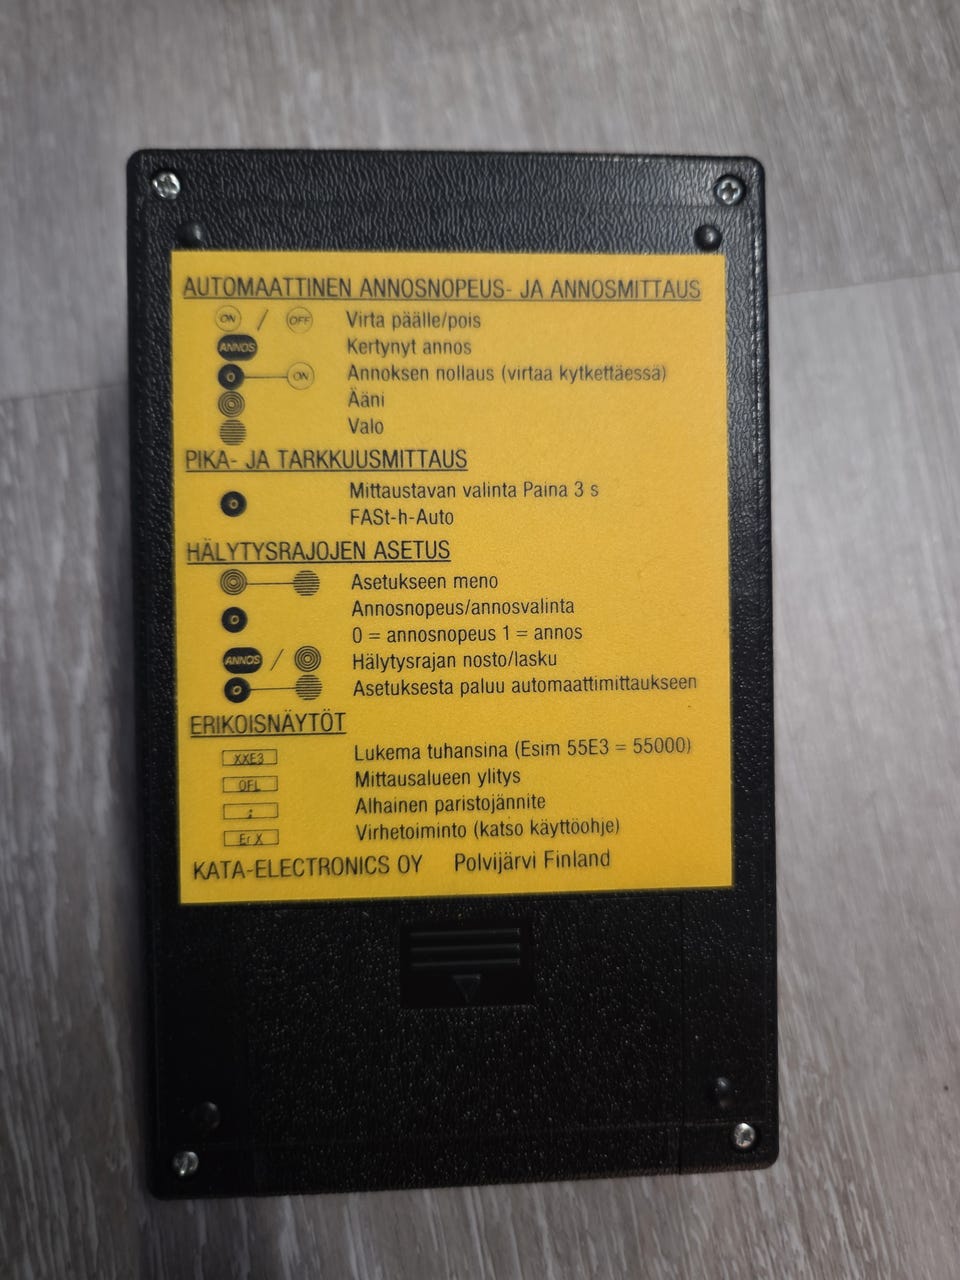 AUTOMAATTINEN ANNOSNOPEUS- JA ANNOSMITTAUS
ON / OFF Virta päälle/pois
ANNOS Kertynyt annos
0 ON Annoksen nollaus (virtaa kytkettäessä)
Ääni
Valo
PIKA- JA TARKKUUSMITTAUS
0 Mittaustavan valinta Paina 3 s
FASt-h-Auto
HÄLYTYSRAJOJEN ASETUS
Asetukseen meno
0 Annosnopeus/annosvalinta
0 = annosnopeus 1 = annos
ANNOS / Hälytysrajan nosto/lasku
0 Asetuksesta paluu automaattimittaukseen
ERIKOISNÄYTÖT
XXE3 Lukema tuhansina (Esim 55E3 = 55000)
OFL Mittausalueen ylitys
: Alhainen paristojännite
Er X Virhetoiminto (katso käyttöohje)
KATA-ELECTRONICS OY Polvijärvi Finland